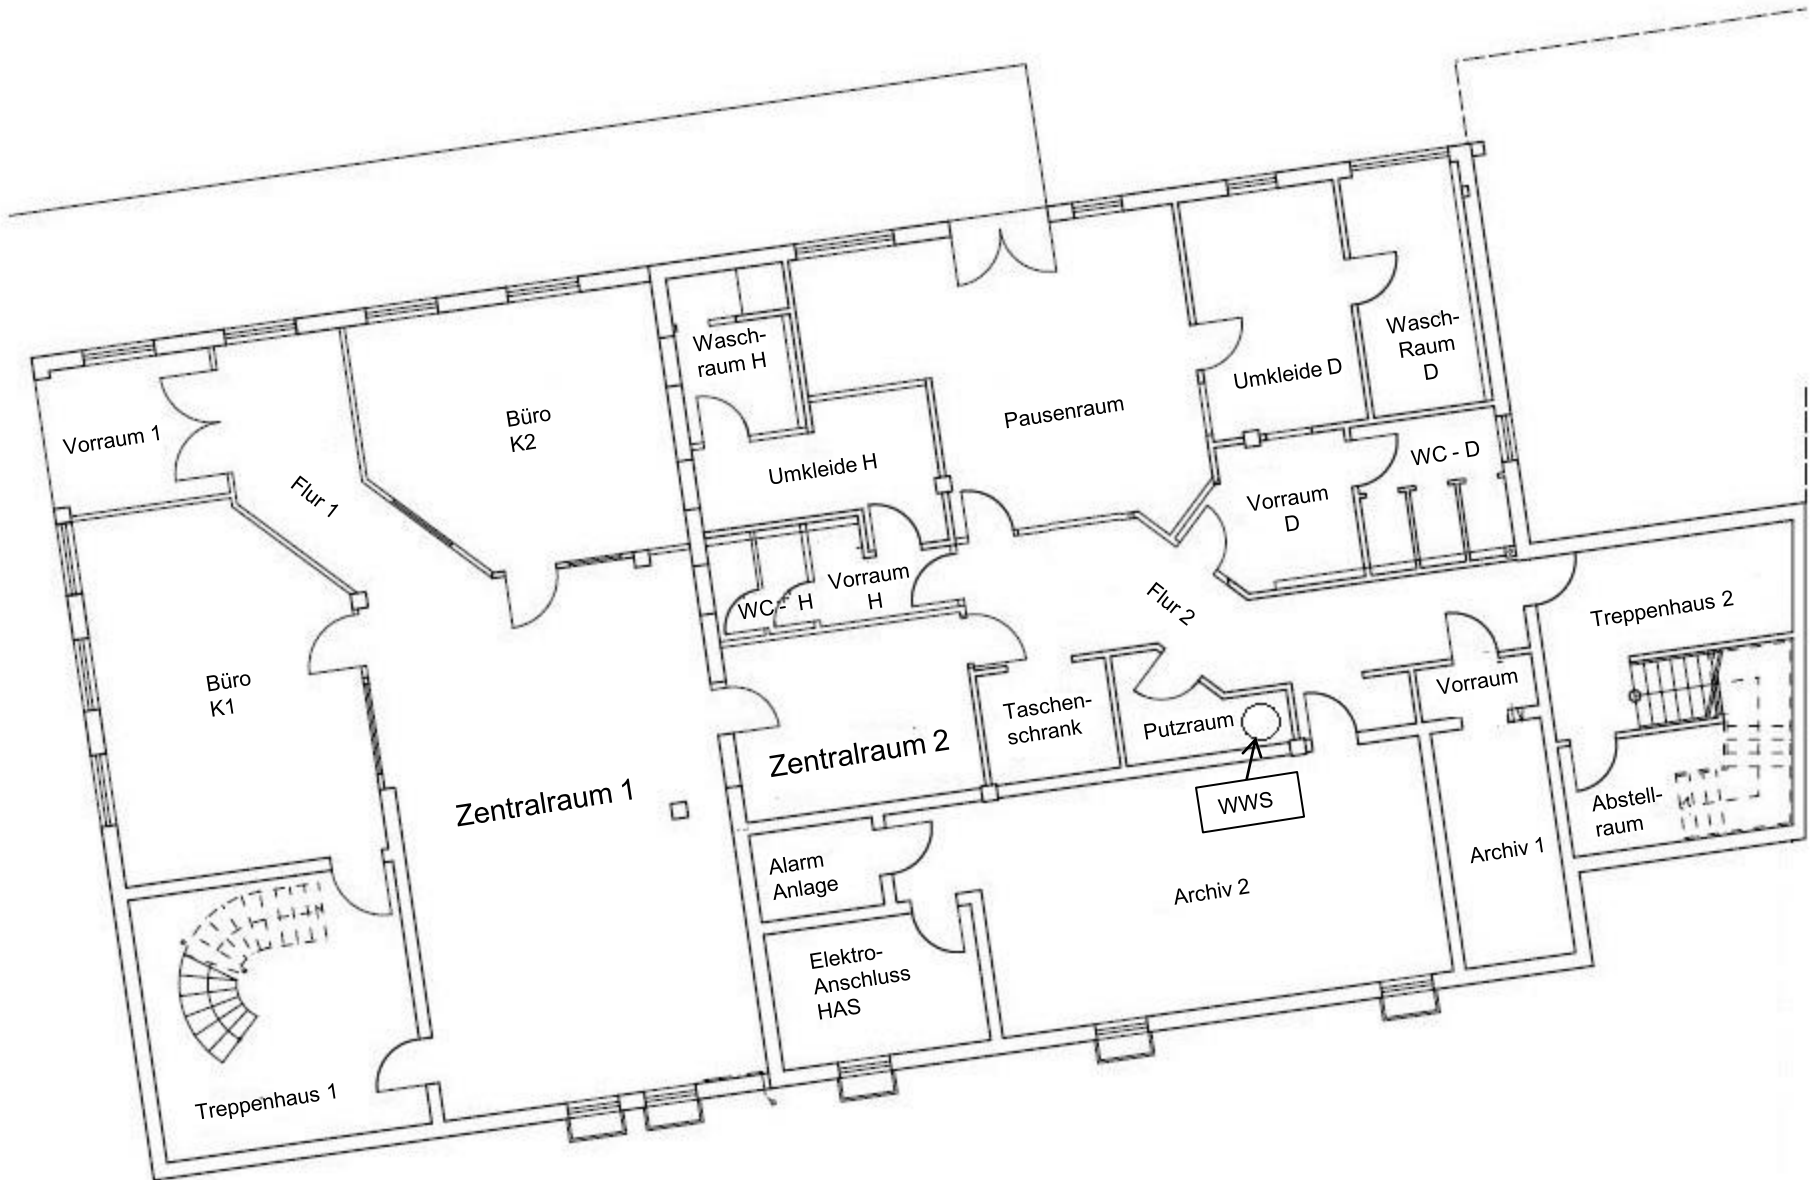 Wasch-
raum H
Wasch-
Raum
D
Umkleide D
Büro
K2
Pausenraum
Vorraum 1
Flur 1
Umkleide H
WC - D
Vorraum
D
Vorraum
H
WC - H
Flur 2
Treppenhaus 2
Büro
K1
Vorraum
Taschen-
schrank
Putzraum
Zentralraum 2
Zentralraum 1
WWS
Abstell-
raum
Archiv 1
Alarm
Anlage
Archiv 2
Elektro-
Anschluss
HAS
Treppenhaus 1